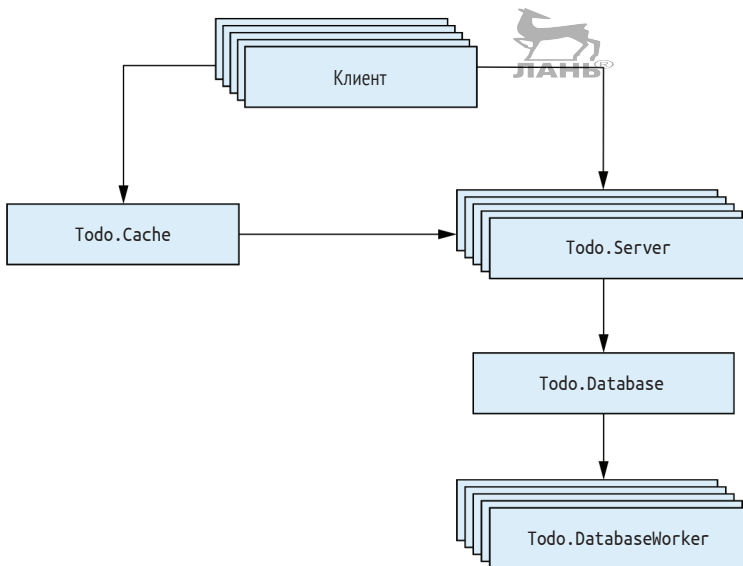 Клиент
ЛАНЬ®
Todo.Cache
Todo.Server
Todo.Database
Todo.DatabaseWorker